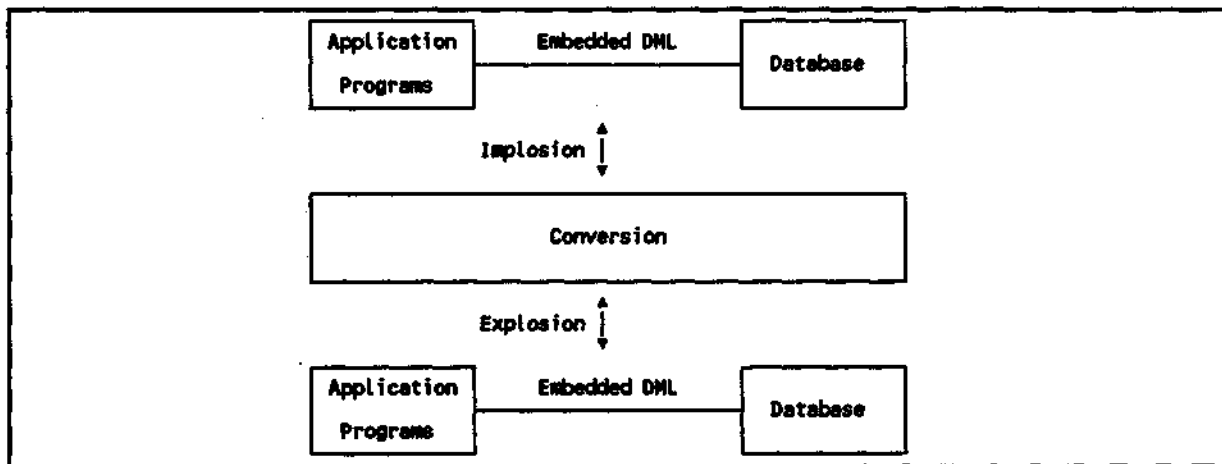 Application Embedded DML Database
Programs
Implosion
Conversion
Explosion
Application Embedded DML Database
Programs